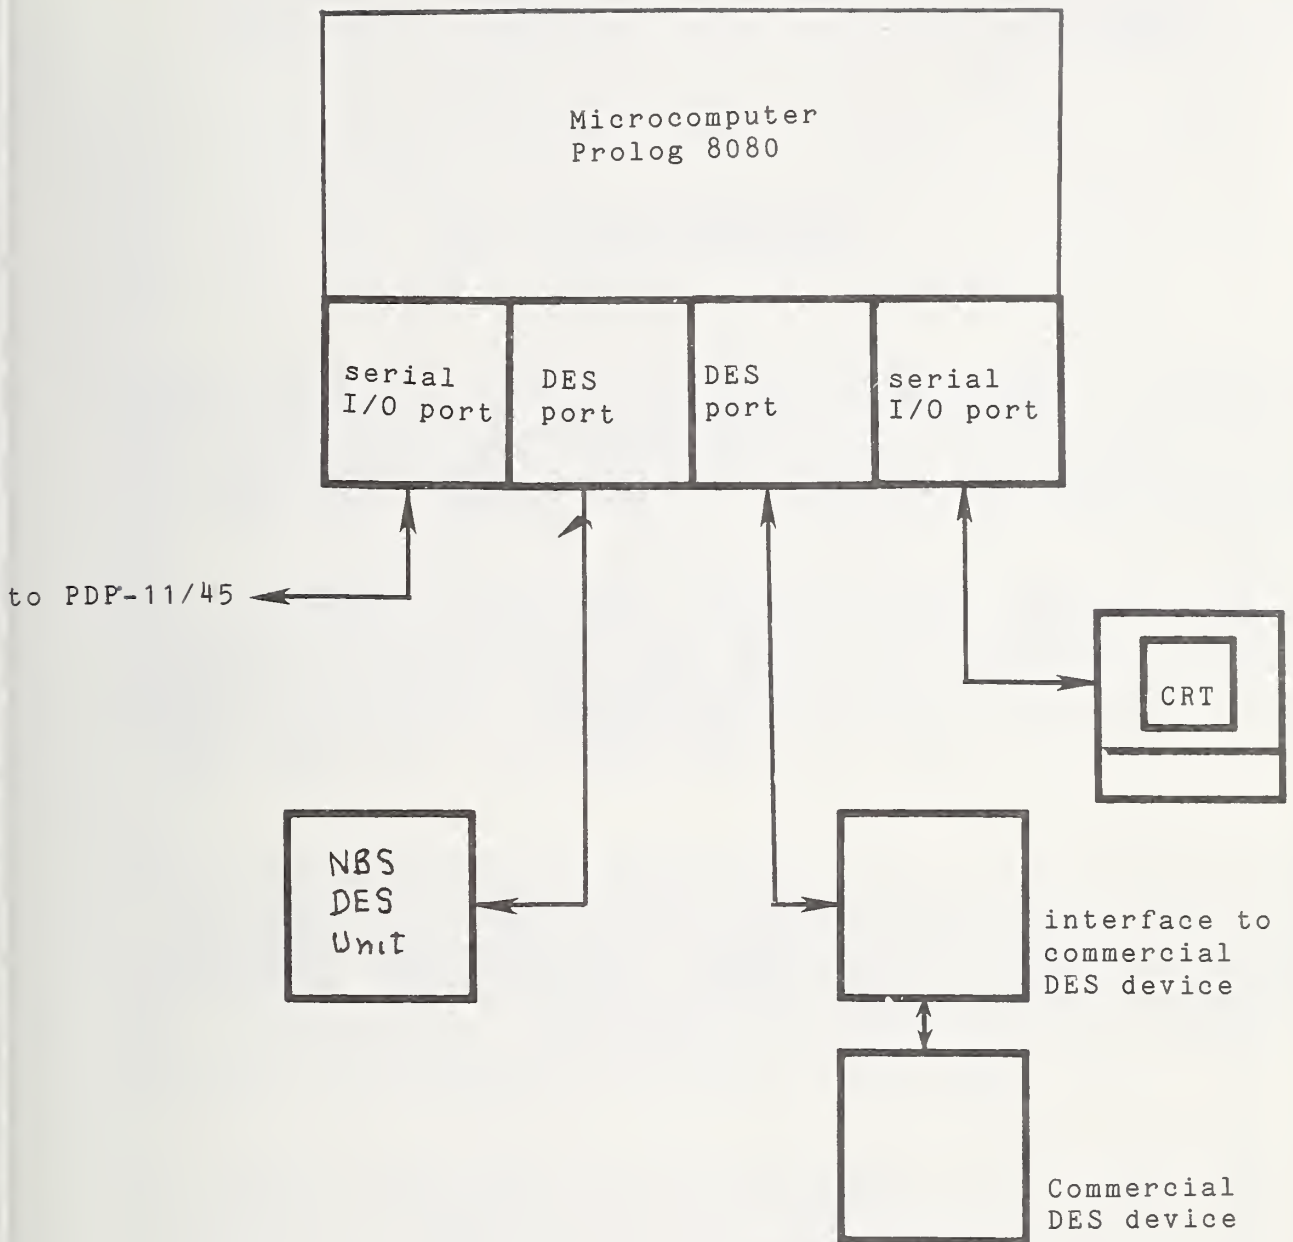 Microcomputer
Prolog 8080
serial
I/O port
DES
port
DES
port
serial
I/O port
to PDP-11/45
CRT
NBS
DES
Unit
interface to
commercial
DES device
Commercial
DES device